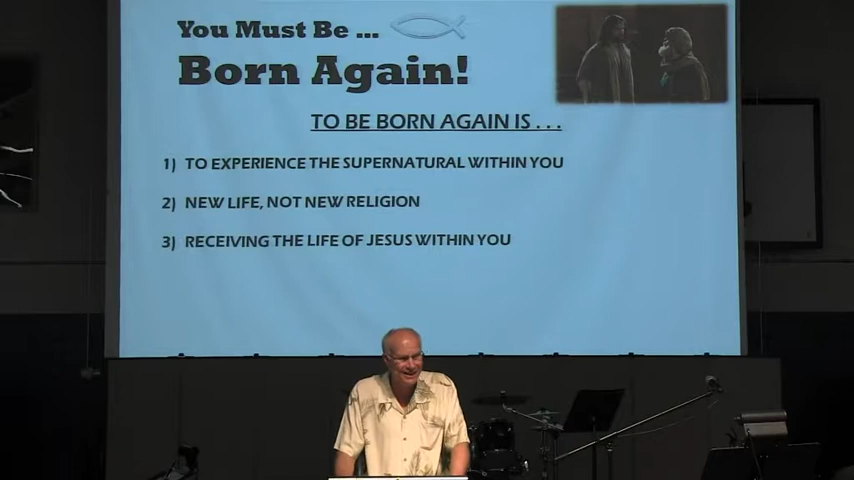 You Must Be ...
Born Again!
TO BE BORN AGAIN IS . . .
1) TO EXPERIENCE THE SUPERNATURAL WITHIN YOU
2) NEW LIFE, NOT NEW RELIGION
3) RECEIVING THE LIFE OF JESUS WITHIN YOU